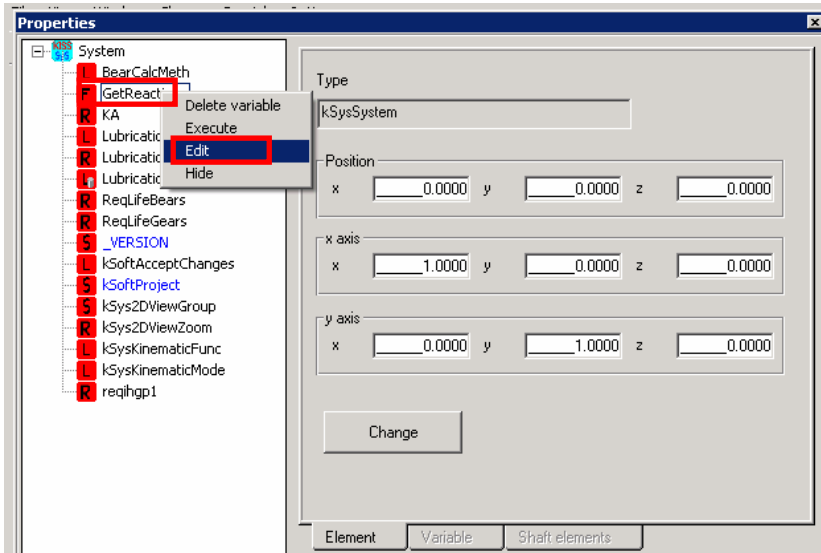 Properties
KISS
SyS
System
L BearCalcMeth
F GetReacti
R KA
L Lubricatic
R Lubricatic
L Lubricatic
R ReqLifeBears
R ReqLifeGears
S _VERSION
L kSoftAcceptChanges
S kSoftProject
S kSys2DViewGroup
R kSys2DViewZoom
L kSysKinematicFunc
L kSysKinematicMode
R reqihgp1
Delete variable
Execute
Edit
Hide
Type
kSysSystem
Position
x 0.0000 y 0.0000 z 0.0000
x axis
x 1.0000 y 0.0000 z 0.0000
y axis
x 0.0000 y 1.0000 z 0.0000
Change
Element Variable Shaft elements